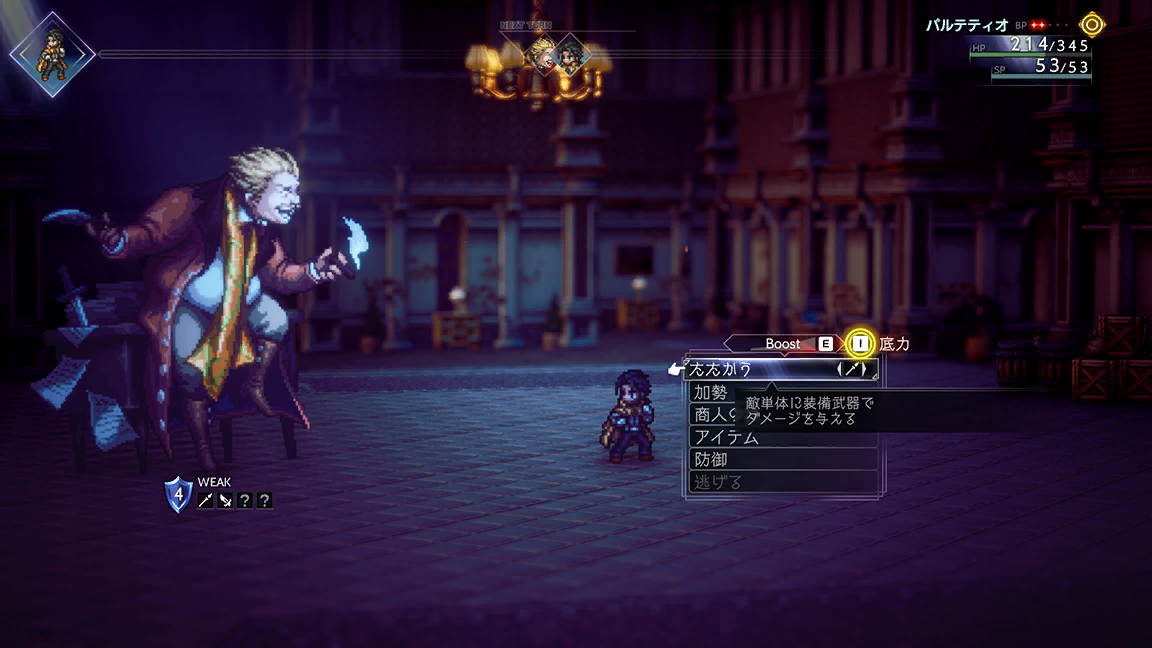 NEXT TURN
パルテティオ BP
HP 214/345
SP 53/53
Boost E I 底力
たたかう
加勢
商人の
敵単体に装備武器で
ダメージを与える
アイテム
防御
逃げる
WEAK
4 ? ?